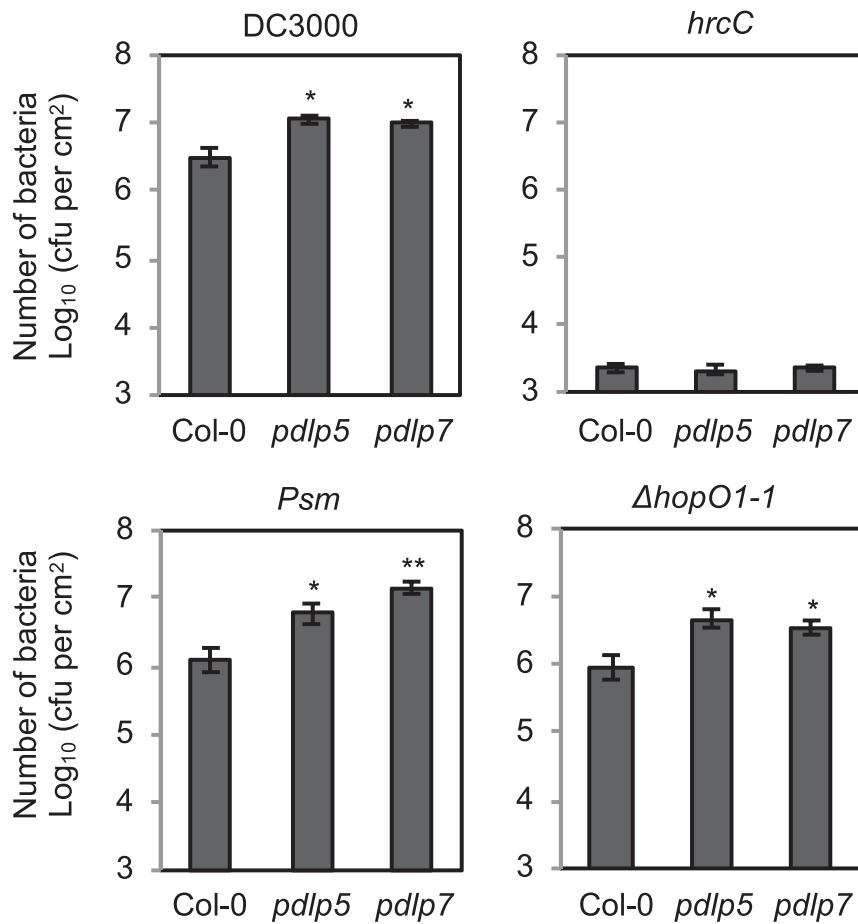 DC3000
Number of bacteria
Log₁₀ (cfu per cm²)
8
7
6
5
4
3
*
*
Col-0 pdlp5 pdlp7
hrcC
8
7
6
5
4
3
Col-0 pdlp5 pdlp7
Psm
Number of bacteria
Log₁₀ (cfu per cm²)
8
7
6
5
4
3
*
**
Col-0 pdlp5 pdlp7
ΔhopO1-1
8
7
6
5
4
3
*
*
Col-0 pdlp5 pdlp7